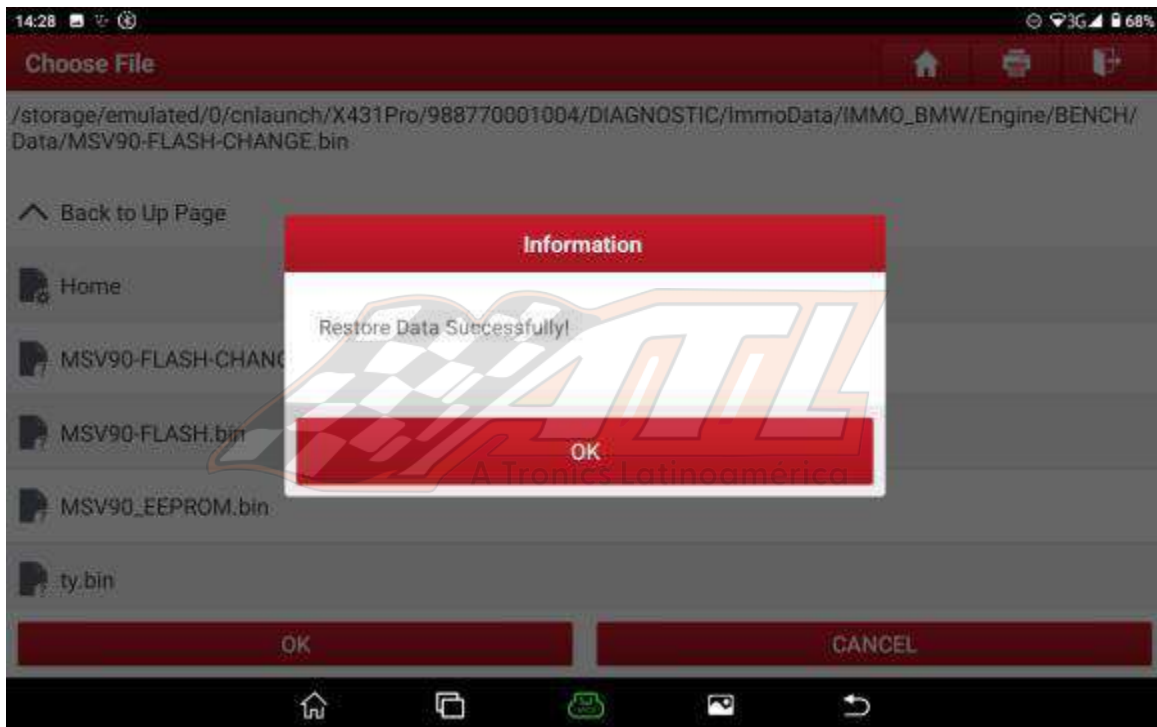 14:28
3G 68%
Choose File
/storage/emulated/0/cnlaunch/X431Pro/988770001004/DIAGNOSTIC/ImmoData/IMMO_BMW/Engine/BENCH/
Data/MSV90-FLASH-CHANGE.bin
Back to Up Page
Information
Home
Restore Data Successfully!
MSV90-FLASH-CHANG
MSV90-FLASH.bin
OK
ATL
A Tronics Latinoamérica
MSV90_EEPROM.bin
ty.bin
OK CANCEL